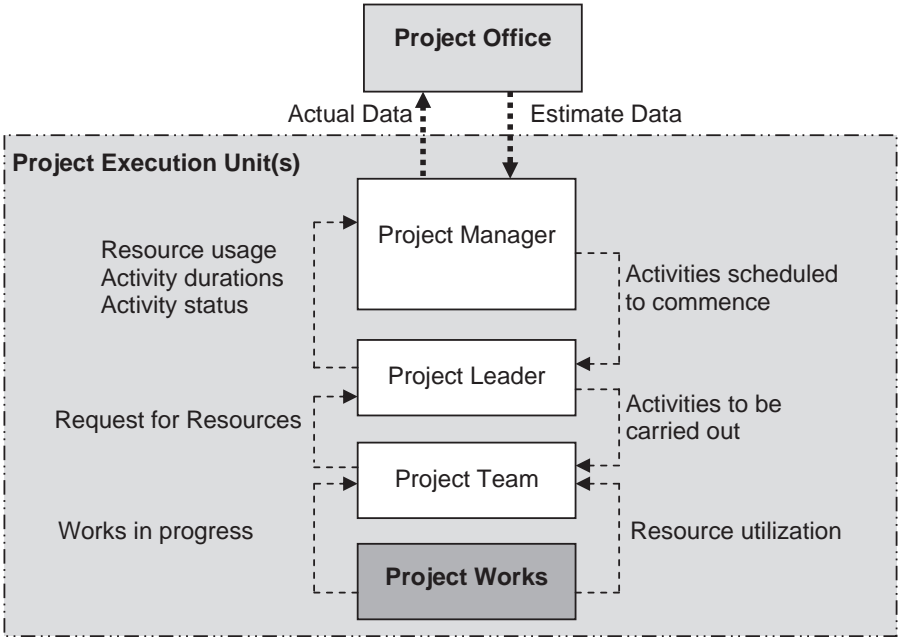 Project Office
Actual Data
Estimate Data
Project Execution Unit(s)
Project Manager
Resource usage
Activity durations
Activity status
Activities scheduled
to commence
Project Leader
Request for Resources
Activities to be
carried out
Project Team
Works in progress
Resource utilization
Project Works